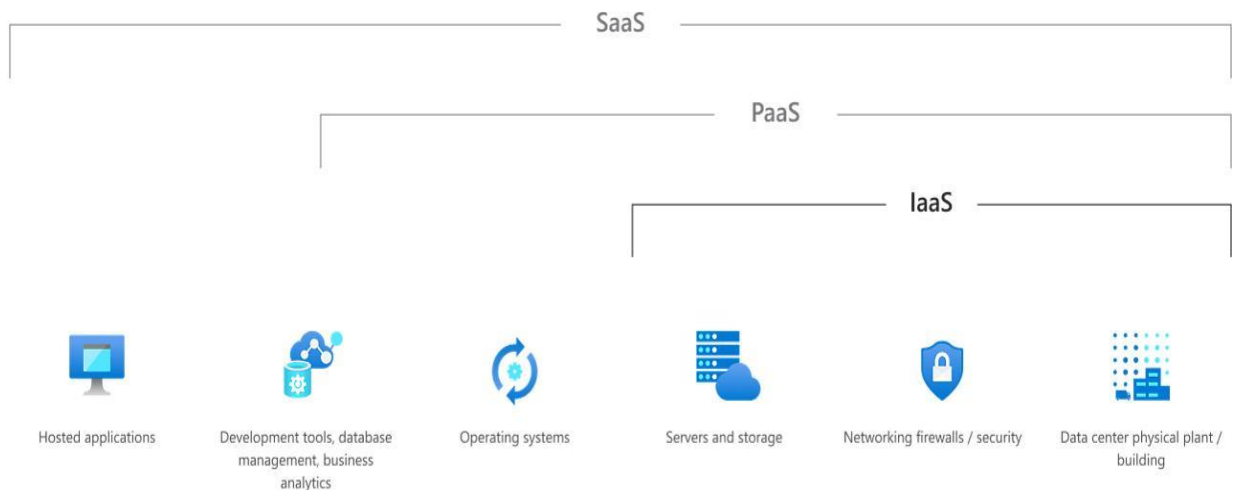 SaaS
PaaS
IaaS
Hosted applications
Development tools, database
management, business
analytics
Operating systems
Servers and storage
Networking firewalls / security
Data center physical plant /
building